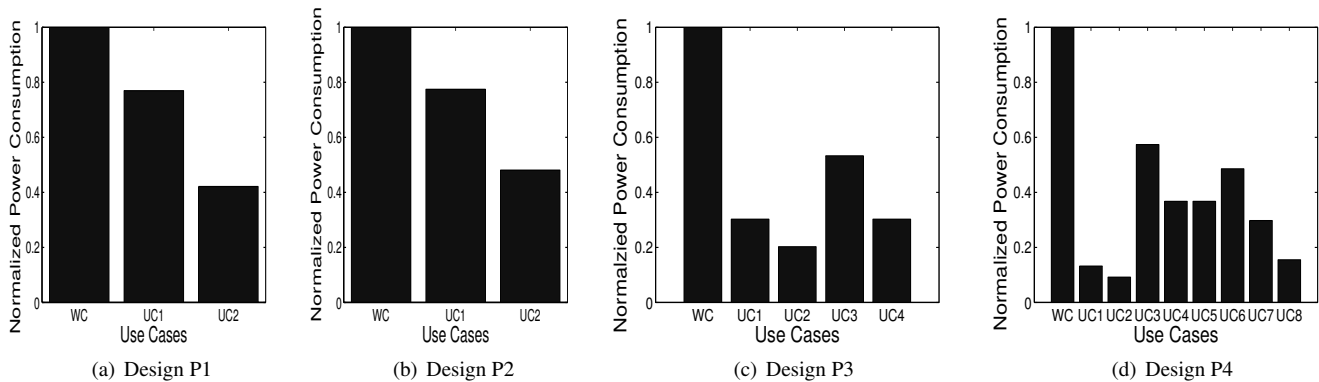 Normalized Power Consumption
1
0.8
0.6
0.4
0.2
0
WC UC1 UC2
Use Cases
(a) Design P1
Normalized Power Consumption
1
0.8
0.6
0.4
0.2
0
WC UC1 UC2
Use Cases
(b) Design P2
Normalzied Power Consumption
1
0.8
0.6
0.4
0.2
0
WC UC1 UC2 UC3 UC4
Use Cases
(c) Design P3
Normalized Power Consumption
1
0.8
0.6
0.4
0.2
0
WC UC1 UC2 UC3 UC4 UC5 UC6 UC7 UC8
Use Cases
(d) Design P4